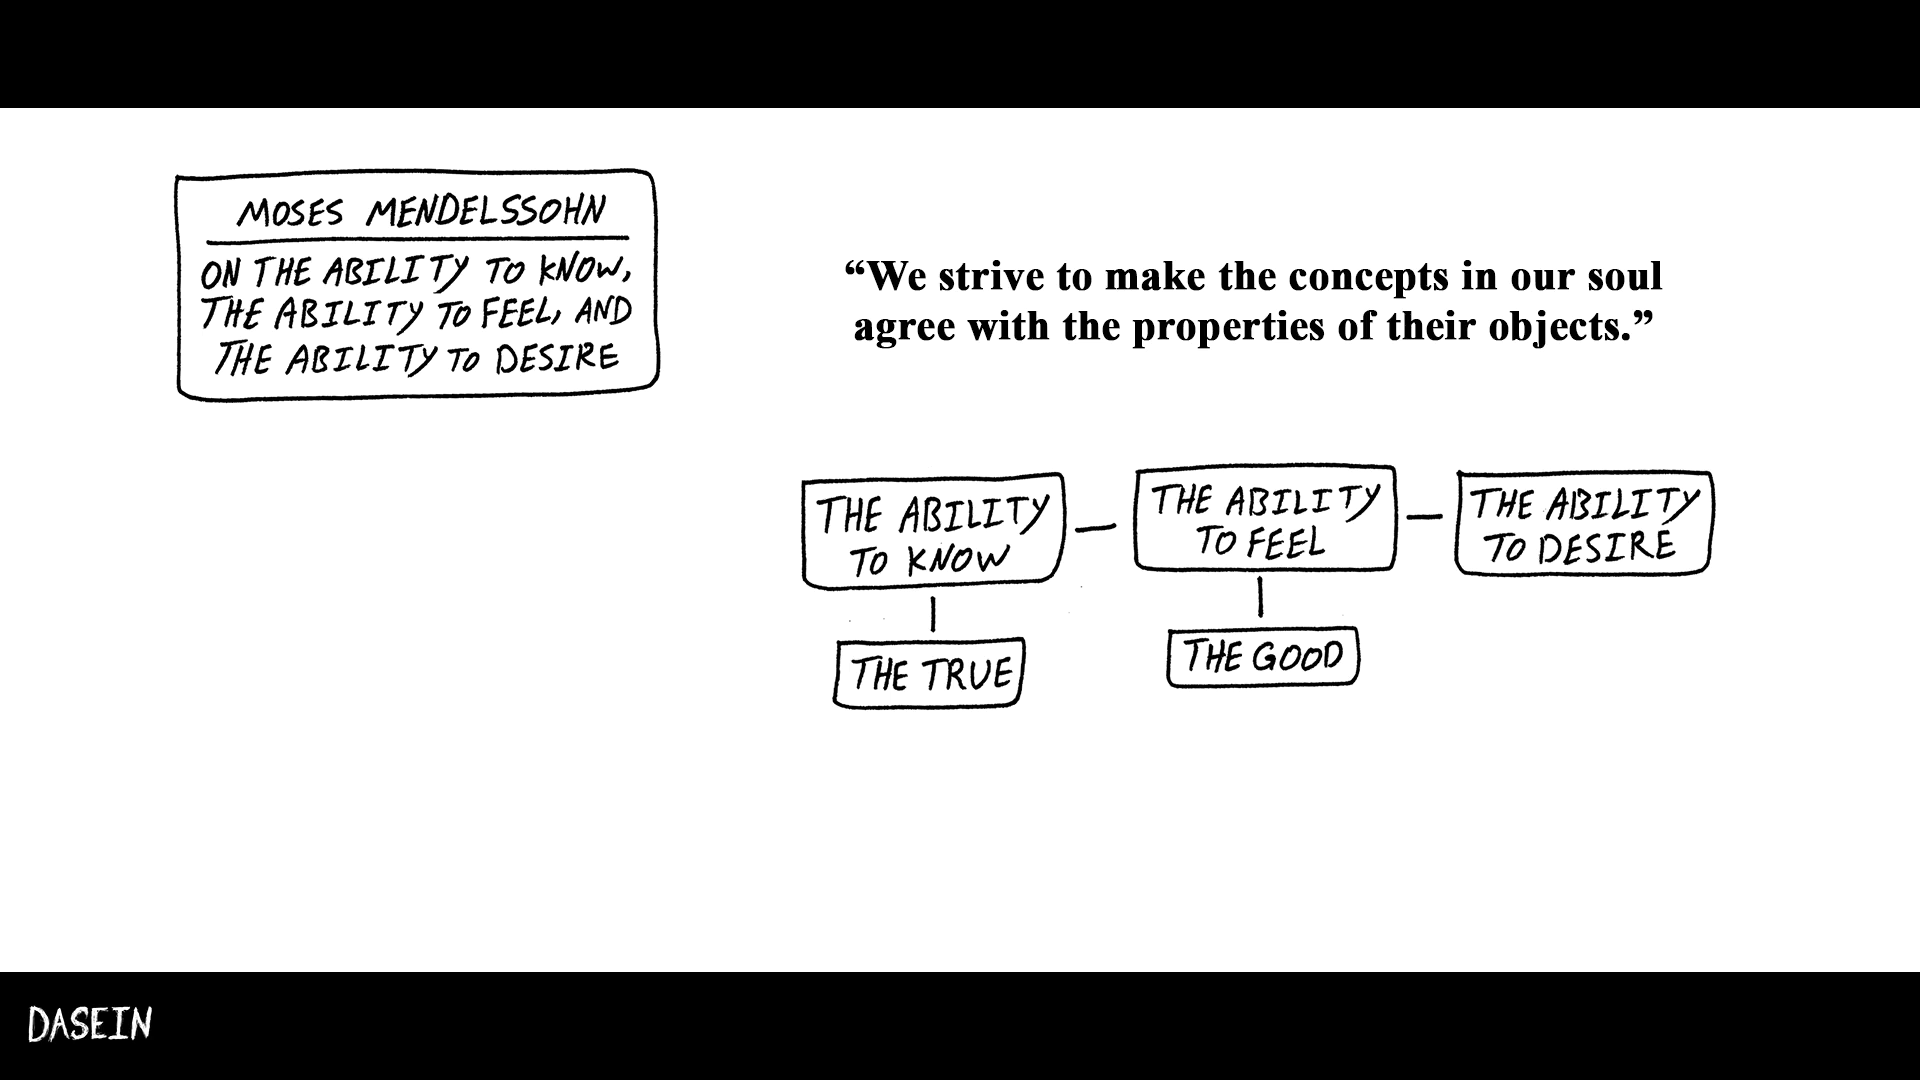 MOSES MENDELSSOHN
ON THE ABILITY TO KNOW,
THE ABILITY TO FEEL, AND
THE ABILITY TO DESIRE
“We strive to make the concepts in our soul
agree with the properties of their objects.”
THE ABILITY
TO KNOW
THE ABILITY
TO FEEL
THE ABILITY
TO DESIRE
THE TRUE
THE GOOD
DASEIN